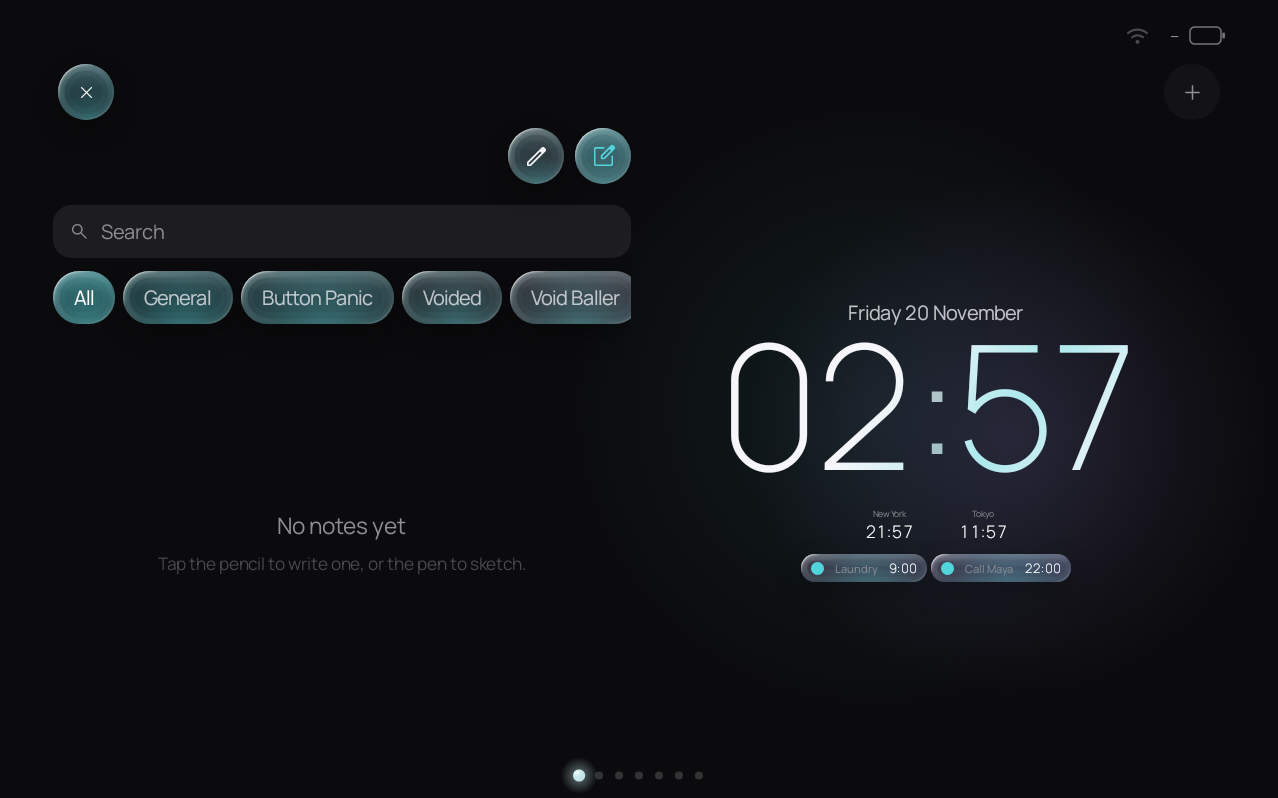 Search
All
General
Button Panic
Voided
Void Baller
No notes yet
Tap the pencil to write one, or the pen to sketch.
Friday 20 November
02:57
New York
21:57
Tokyo
11:57
Laundry 9:00
Call Maya 22:00